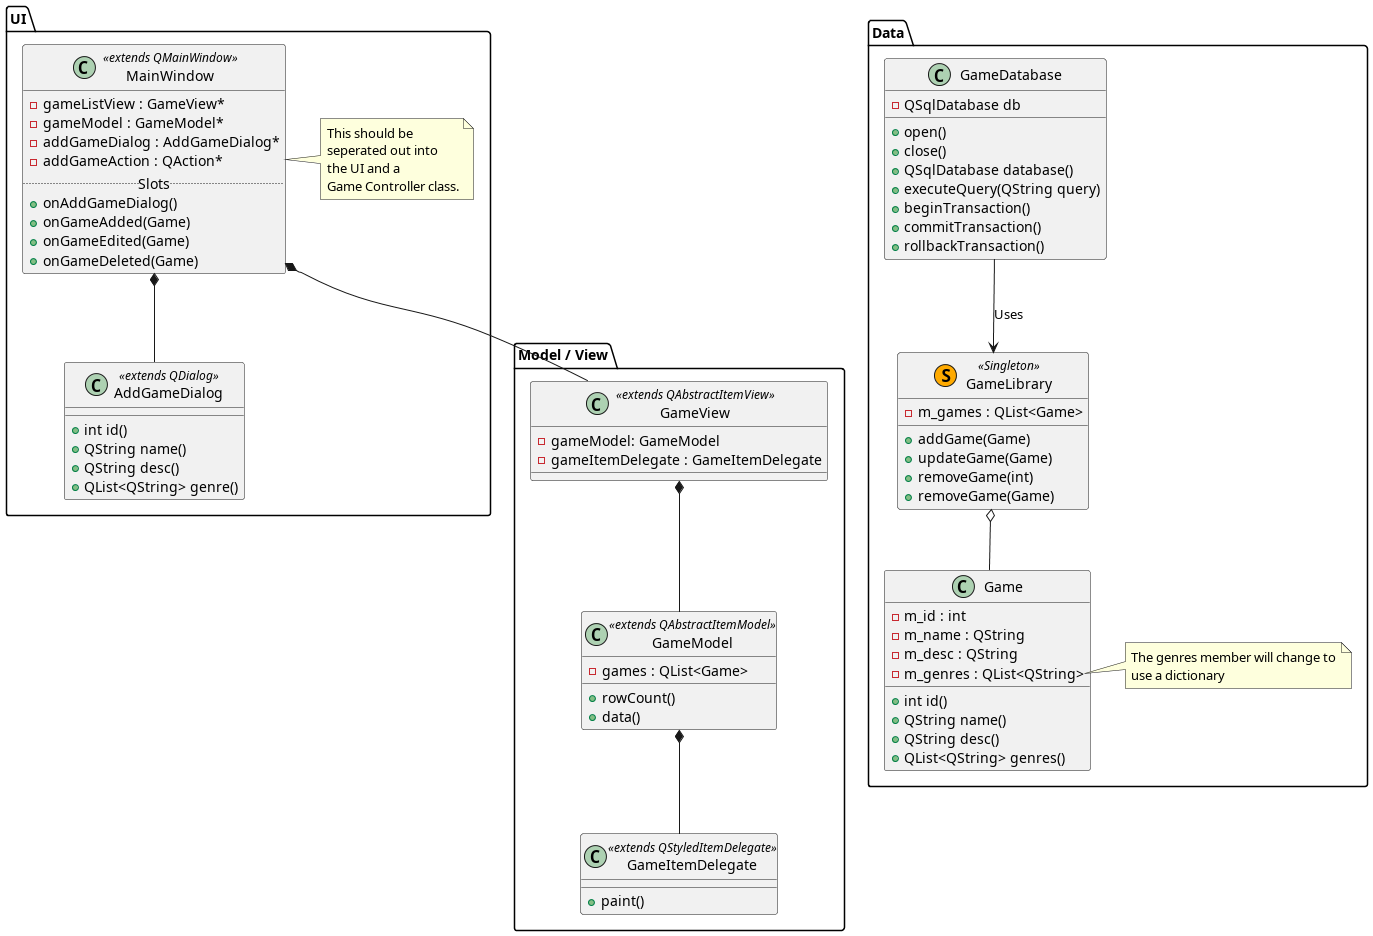 UI
«extends QMainWindow»
C
MainWindow
gameListView : GameView*
gameModel : GameModel*
addGameDialog : AddGameDialog*
addGameAction : QAction*
Slots
onAddGameDialog()
onGameAdded(Game)
onGameEdited(Game)
onGameDeleted(Game)
This should be
seperated out into
the UI and a
Game Controller class.
«extends QDialog»
C
AddGameDialog
int id()
QString name()
QString desc()
QList<QString> genre()
Model / View
«extends QAbstractItemView»
C
GameView
gameModel: GameModel
gameItemDelegate : GameItemDelegate
«extends QAbstractItemModel»
C
GameModel
games : QList<Game>
rowCount()
data()
«extends QStyledItemDelegate»
C
GameItemDelegate
paint()
Data
C
GameDatabase
QSqlDatabase db
open()
close()
QSqlDatabase database()
executeQuery(QString query)
beginTransaction()
commitTransaction()
rollbackTransaction()
Uses
«Singleton»
S
GameLibrary
m_games : QList<Game>
addGame(Game)
updateGame(Game)
removeGame(int)
removeGame(Game)
C
Game
m_id : int
m_name : QString
m_desc : QString
m_genres : QList<QString>
int id()
QString name()
QString desc()
QList<QString> genres()
The genres member will change to
use a dictionary